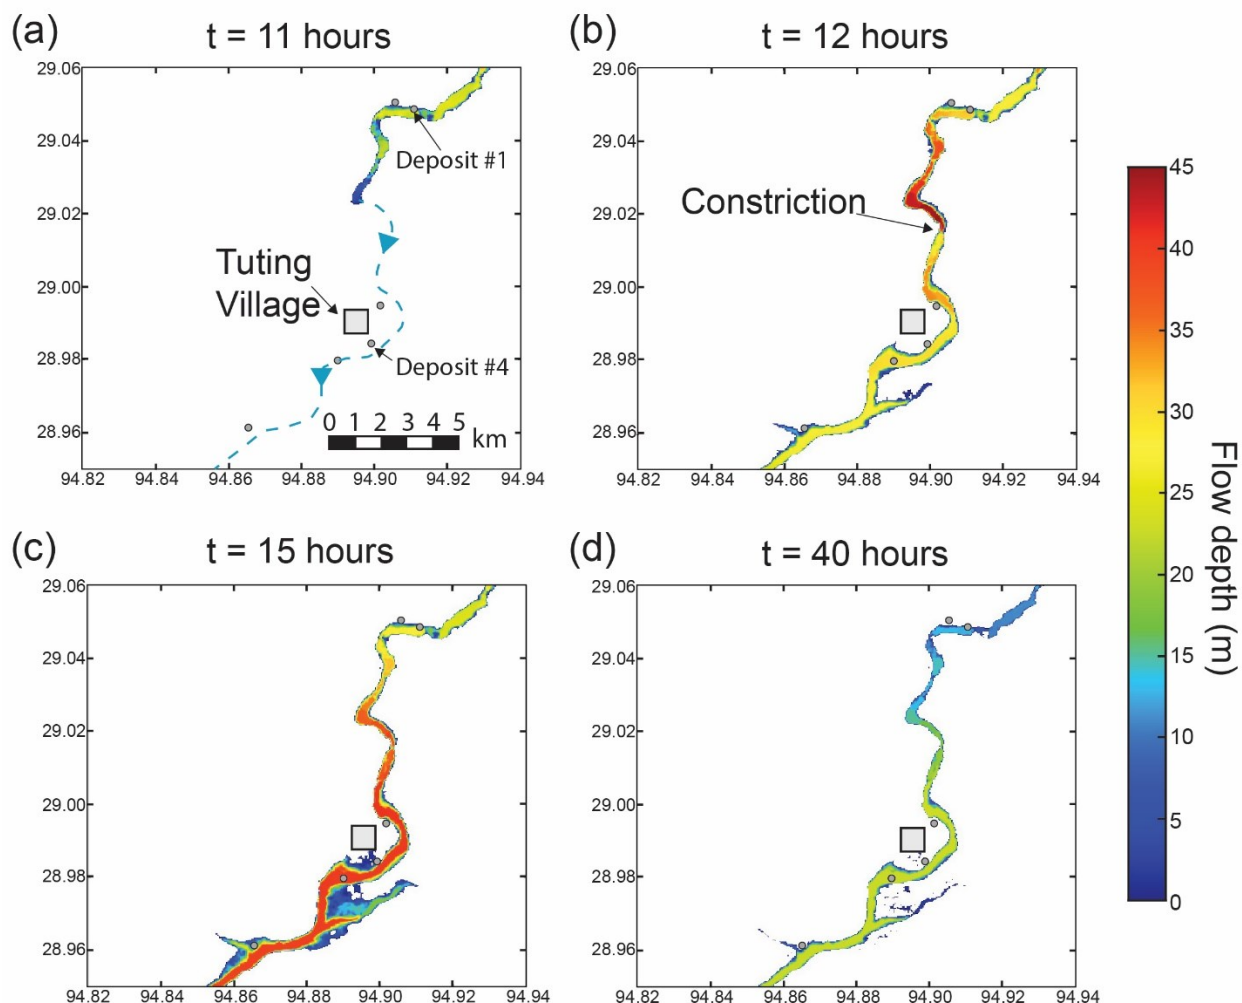 (a)
t = 11 hours
29.06
29.04
29.02
29.00
28.98
28.96
Deposit #1
Tuting
Village
Deposit #4
0 1 2 3 4 5
km
94.82 94.84 94.86 94.88 94.90 94.92 94.94
(b)
t = 12 hours
29.06
29.04
29.02
29.00
28.98
28.96
Constriction
94.82 94.84 94.86 94.88 94.90 94.92 94.94
(c)
t = 15 hours
29.06
29.04
29.02
29.00
28.98
28.96
94.82 94.84 94.86 94.88 94.90 94.92 94.94
(d)
t = 40 hours
29.06
29.04
29.02
29.00
28.98
28.96
94.82 94.84 94.86 94.88 94.90 94.92 94.94
45
40
35
30
25
20
15
10
5
0
Flow depth (m)